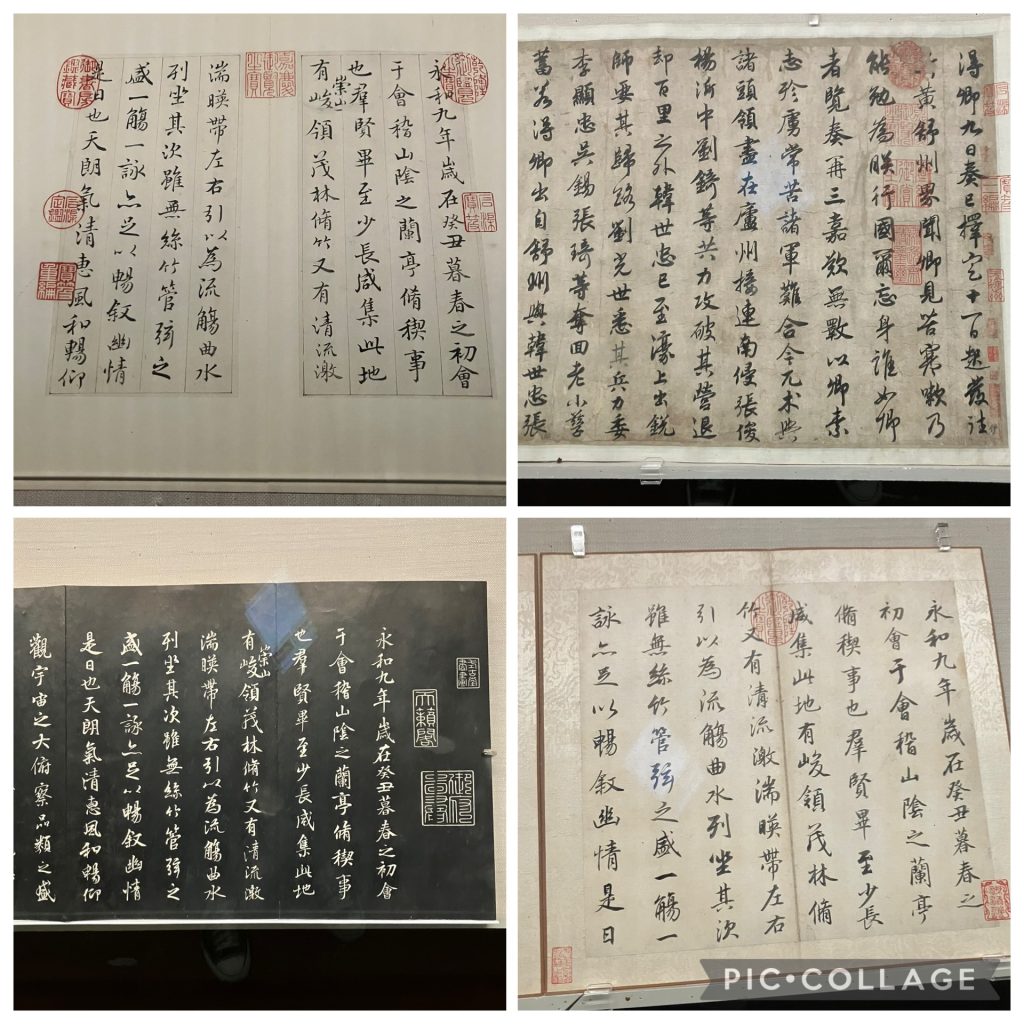 永和九年歲在癸丑暮春之初會
于會稽山陰之蘭亭脩稧事
也羣賢畢至少長咸集此地
有崇山峻領茂林脩竹又有清流激
湍暎帶左右引以為流觴曲水
列坐其次雖無絲竹管弦之
盛一觴一詠亦足以暢敘幽情
是日也天朗氣清惠風和暢仰
得卿九日奏已擇定十一日起發往
蘄黃舒州界聞卿見苦寒嗽乃
能勉為朕行國爾忘身誰如卿
者覽奏再三嘉歎無斁以卿素
志殄虜常苦諸軍難合今兀朮與
諸頭領盡在廬州接連南侵張俊
楊沂中劉錡等共力攻破其營退
却百里之外韓世忠已至濠上出銳
師要其歸路劉光世悉其兵力委
李顯忠吳錫張琦等奪回老小孳
畜若得卿出自舒州與韓世忠張
天籟閣
永和九年歲在癸丑暮春之初會
于會稽山陰之蘭亭脩稧事
也羣賢畢至少長咸集此地
有崇山峻領茂林脩竹又有清流激
湍暎帶左右引以為流觴曲水
列坐其次雖無絲竹管弦之
盛一觴一詠亦足以暢敘幽情
是日也天朗氣清惠風和暢仰
觀宇宙之大俯察品類之盛
永和九年歲在癸丑暮春之
初會于會稽山陰之蘭亭
脩稧事也羣賢畢至少長
咸集此地有峻領茂林脩
竹又有清流激湍暎帶左右
引以為流觴曲水列坐其次
雖無絲竹管弦之盛一觴一
詠亦足以暢敘幽情是日
PIC•COLLAGE